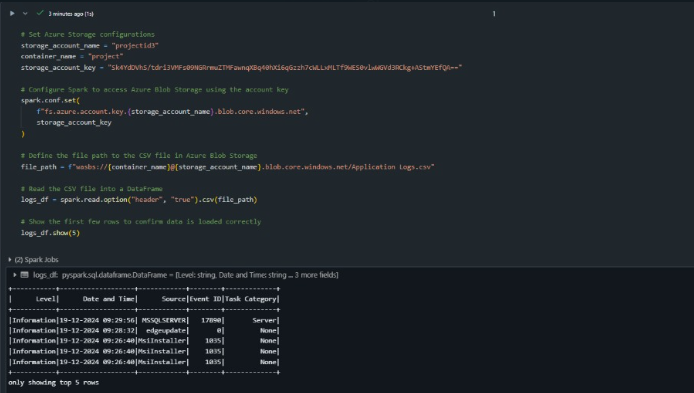 3 minutes ago (1s)
1
# Set Azure Storage configurations
storage_account_name = "projectid3"
container_name = "project"
storage_account_key =
# Configure Spark to access Azure Blob Storage using the account key
spark.conf.set(
f"fs.azure.account.key.{storage_account_name}.blob.core.windows.net",
storage_account_key
)
# Define the file path to the CSV file in Azure Blob Storage
file_path = f"wasbs://{container_name}@{storage_account_name}.blob.core.windows.net/Application Logs.csv"
# Read the CSV file into a DataFrame
logs_df = spark.read.option("header", "true").csv(file_path)
# Show the first few rows to confirm data is loaded correctly
logs_df.show(5)
(2) Spark Jobs
logs_df: pyspark.sql.dataframe.DataFrame = [Level: string, Date and Time: string ... 3 more fields]
+-----------+-------------------+------------+--------+-------------+
| Level| Date and Time| Source|Event ID|Task Category|
+-----------+-------------------+------------+--------+-------------+
|Information|19-12-2024 09:29:56| MSSQLSERVER| 17890| Server|
|Information|19-12-2024 09:28:32| edgeupdate| 0| None|
|Information|19-12-2024 09:26:40|MsiInstaller| 1035| None|
|Information|19-12-2024 09:26:40|MsiInstaller| 1035| None|
|Information|19-12-2024 09:26:40|MsiInstaller| 1035| None|
+-----------+-------------------+------------+--------+-------------+
only showing top 5 rows